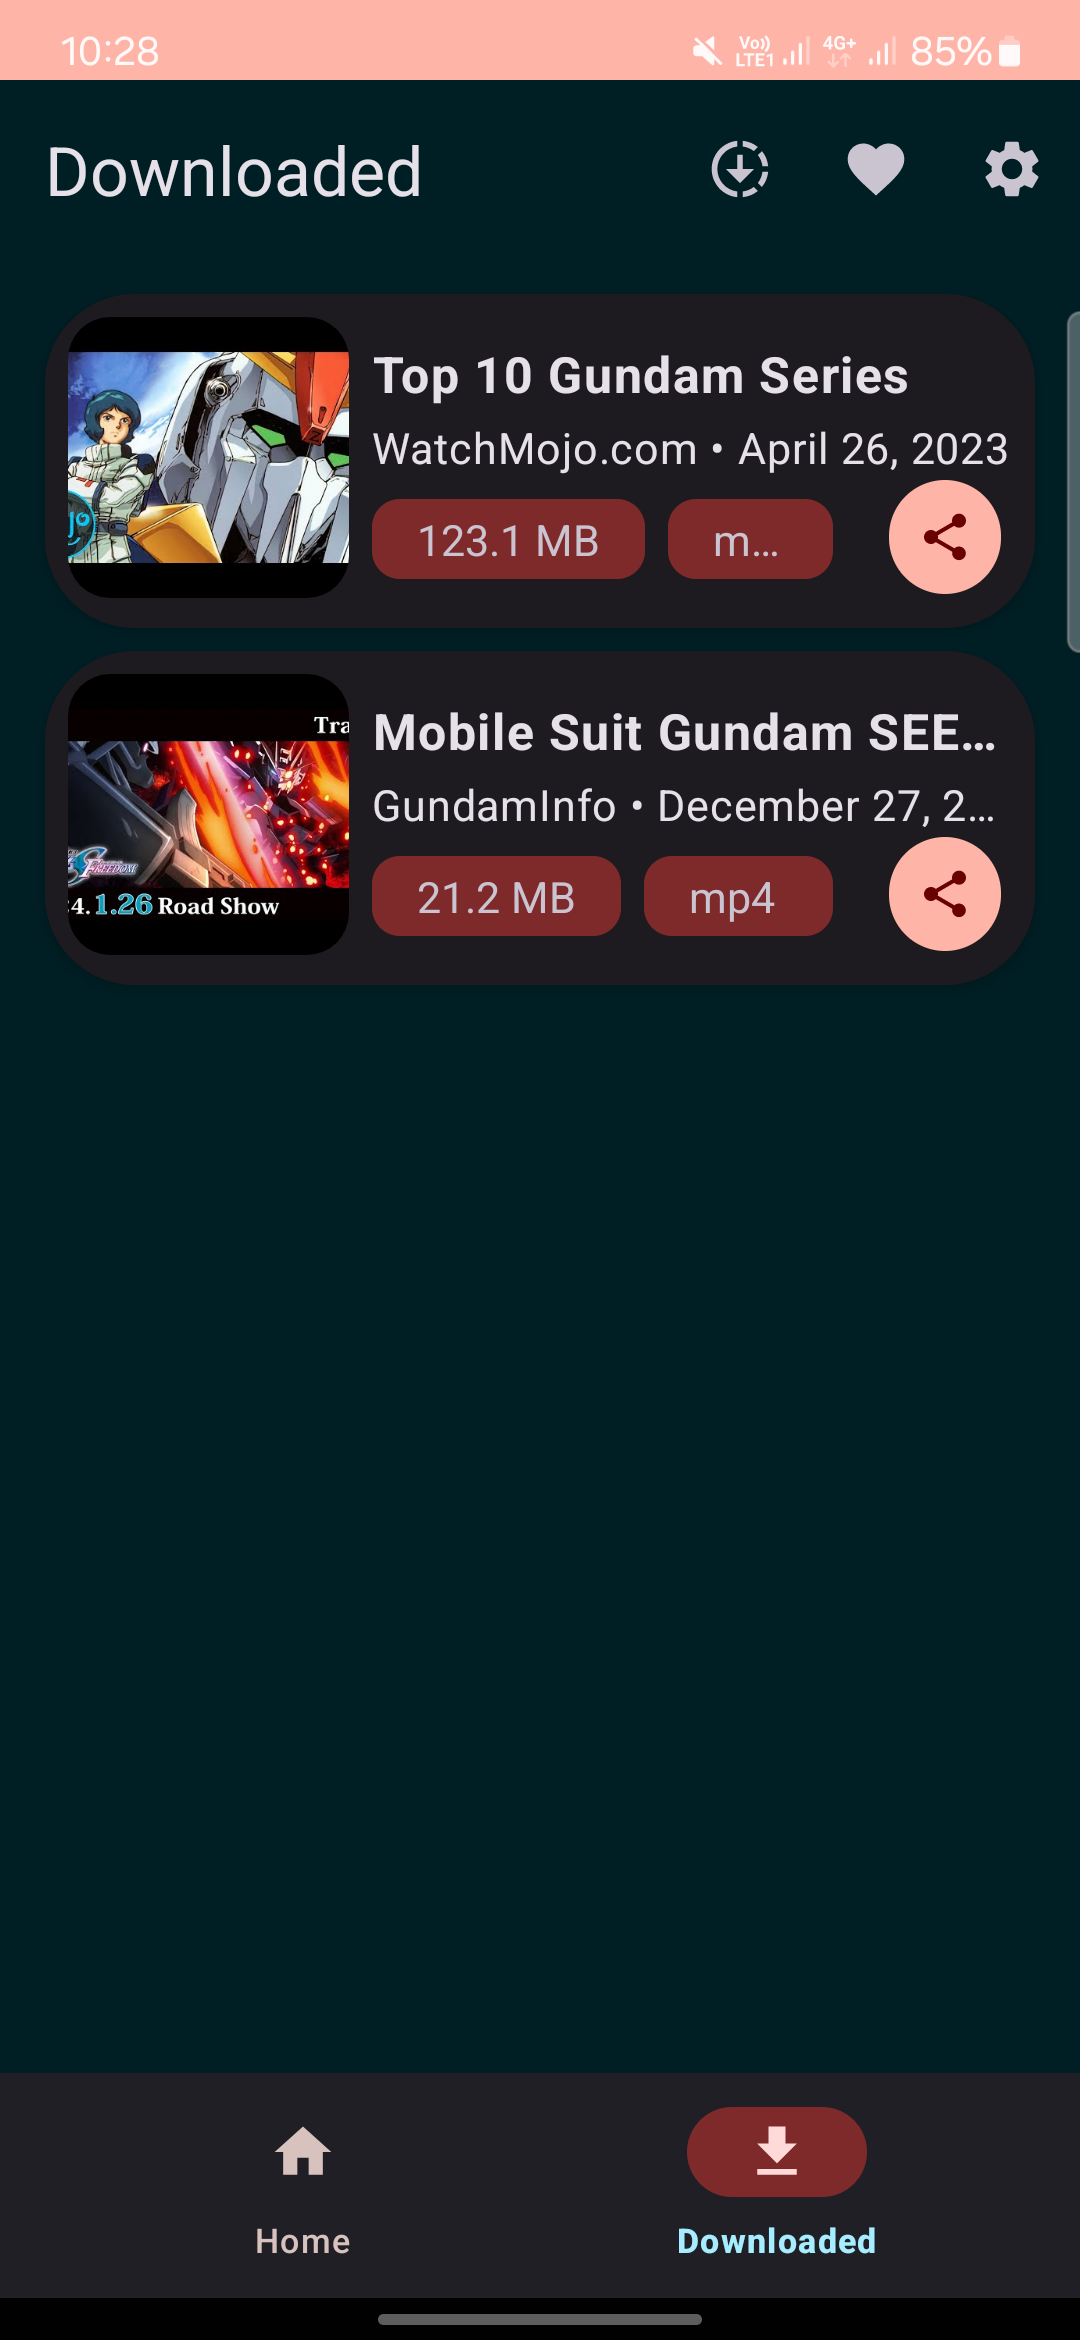 10:28
Vo)) LTE1 4G+ 85%
Downloaded
Top 10 Gundam Series
WatchMojo.com • April 26, 2023
123.1 MB
m...
Tra
Mobile Suit Gundam SEE...
GundamInfo • December 27, 2...
FREEDOM
4. 1.26 Road Show
21.2 MB
mp4
Home
Downloaded